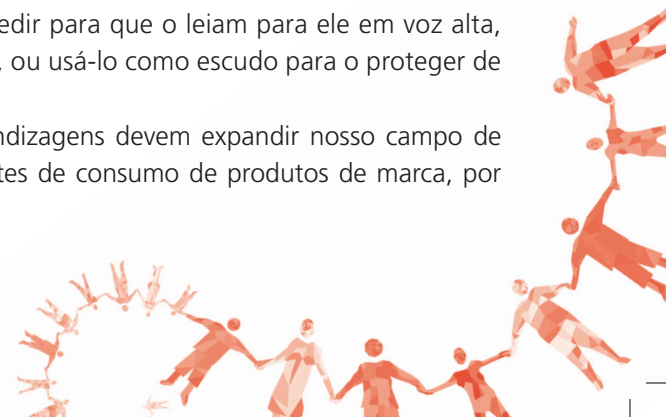 edir para que o leiam para ele em voz alta,
, ou usá-lo como escudo para o proteger de
ndizagens devem expandir nosso campo de
tes de consumo de produtos de marca, por